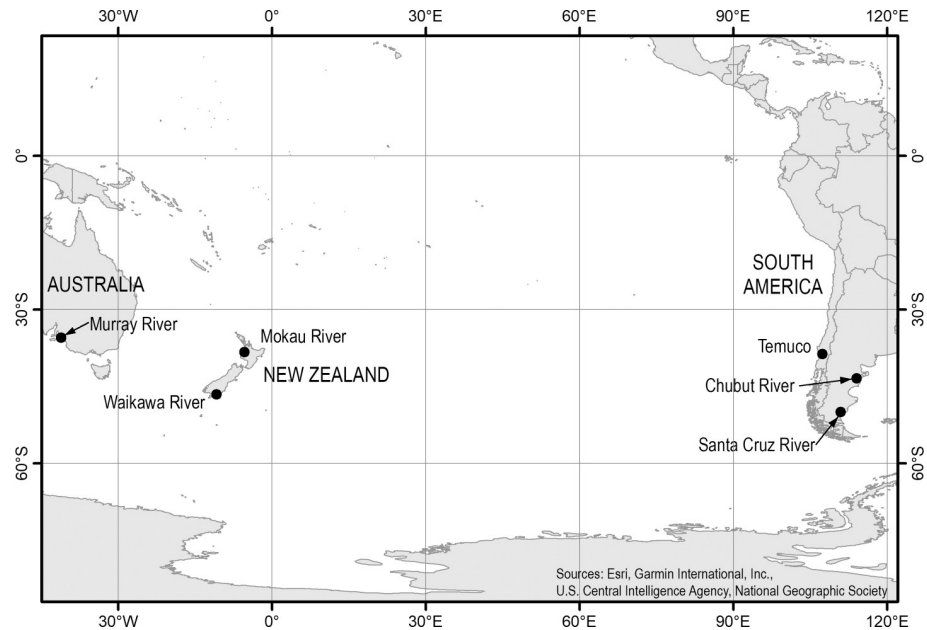 30°W 0° 30°E 60°E 90°E 120°E
0° 0°
AUSTRALIA
SOUTH
AMERICA
30°S 30°S
Murray River
Mokau River
Temuco
NEW ZEALAND
Chubut River
Waikawa River
Santa Cruz River
60°S 60°S
Sources: Esri, Garmin International, Inc.,
U.S. Central Intelligence Agency, National Geographic Society
30°W 0° 30°E 60°E 90°E 120°E